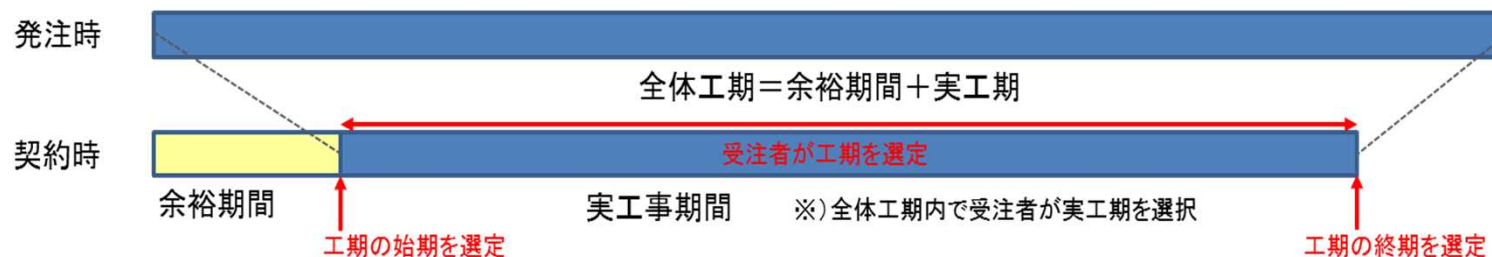 発注時
全体工期＝余裕期間＋実工期
契約時
受注者が工期を選定
余裕期間
実工事期間
※）全体工期内で受注者が実工期を選択
工期の始期を選定
工期の終期を選定